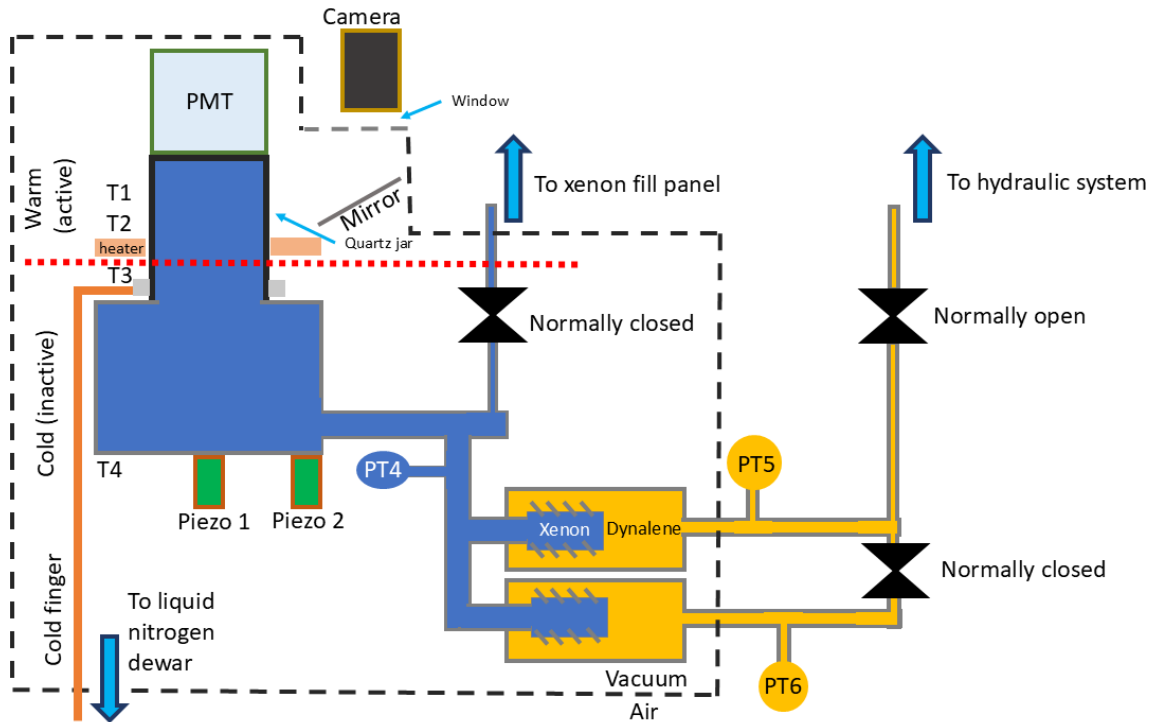 Camera
PMT
Window
Warm
(active)
T1
To xenon fill panel
To hydraulic system
T2
Mirror
heater
Quartz jar
T3
Normally closed
Normally open
Cold (inactive)
T4
PT4
PT5
Piezo 1
Piezo 2
Xenon
Dynalene
Normally closed
Cold finger
To liquid
nitrogen
dewar
Vacuum
Air
PT6